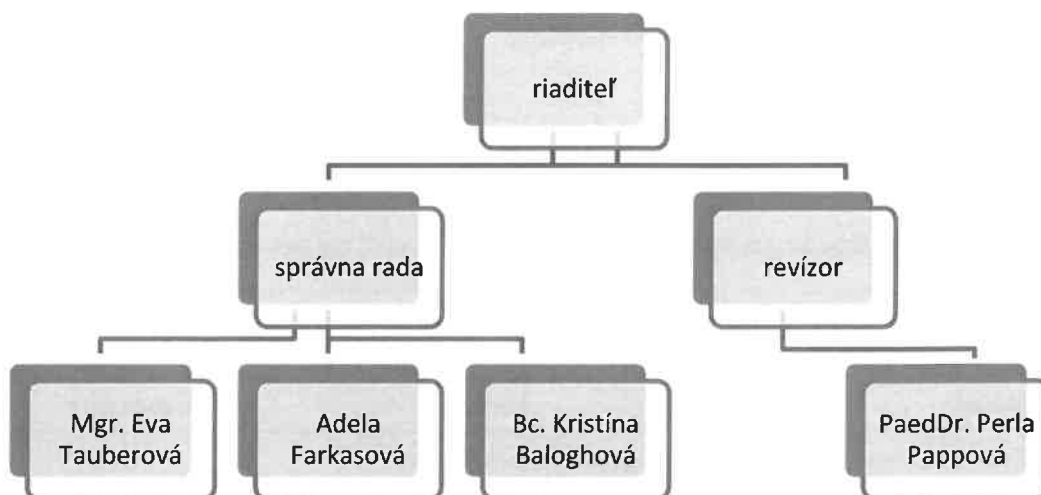 riaditeľ
správna rada
revízor
Mgr. Eva
Tauberová
Adela
Farkasová
Bc. Kristína
Baloghová
PaedDr. Perla
Pappová